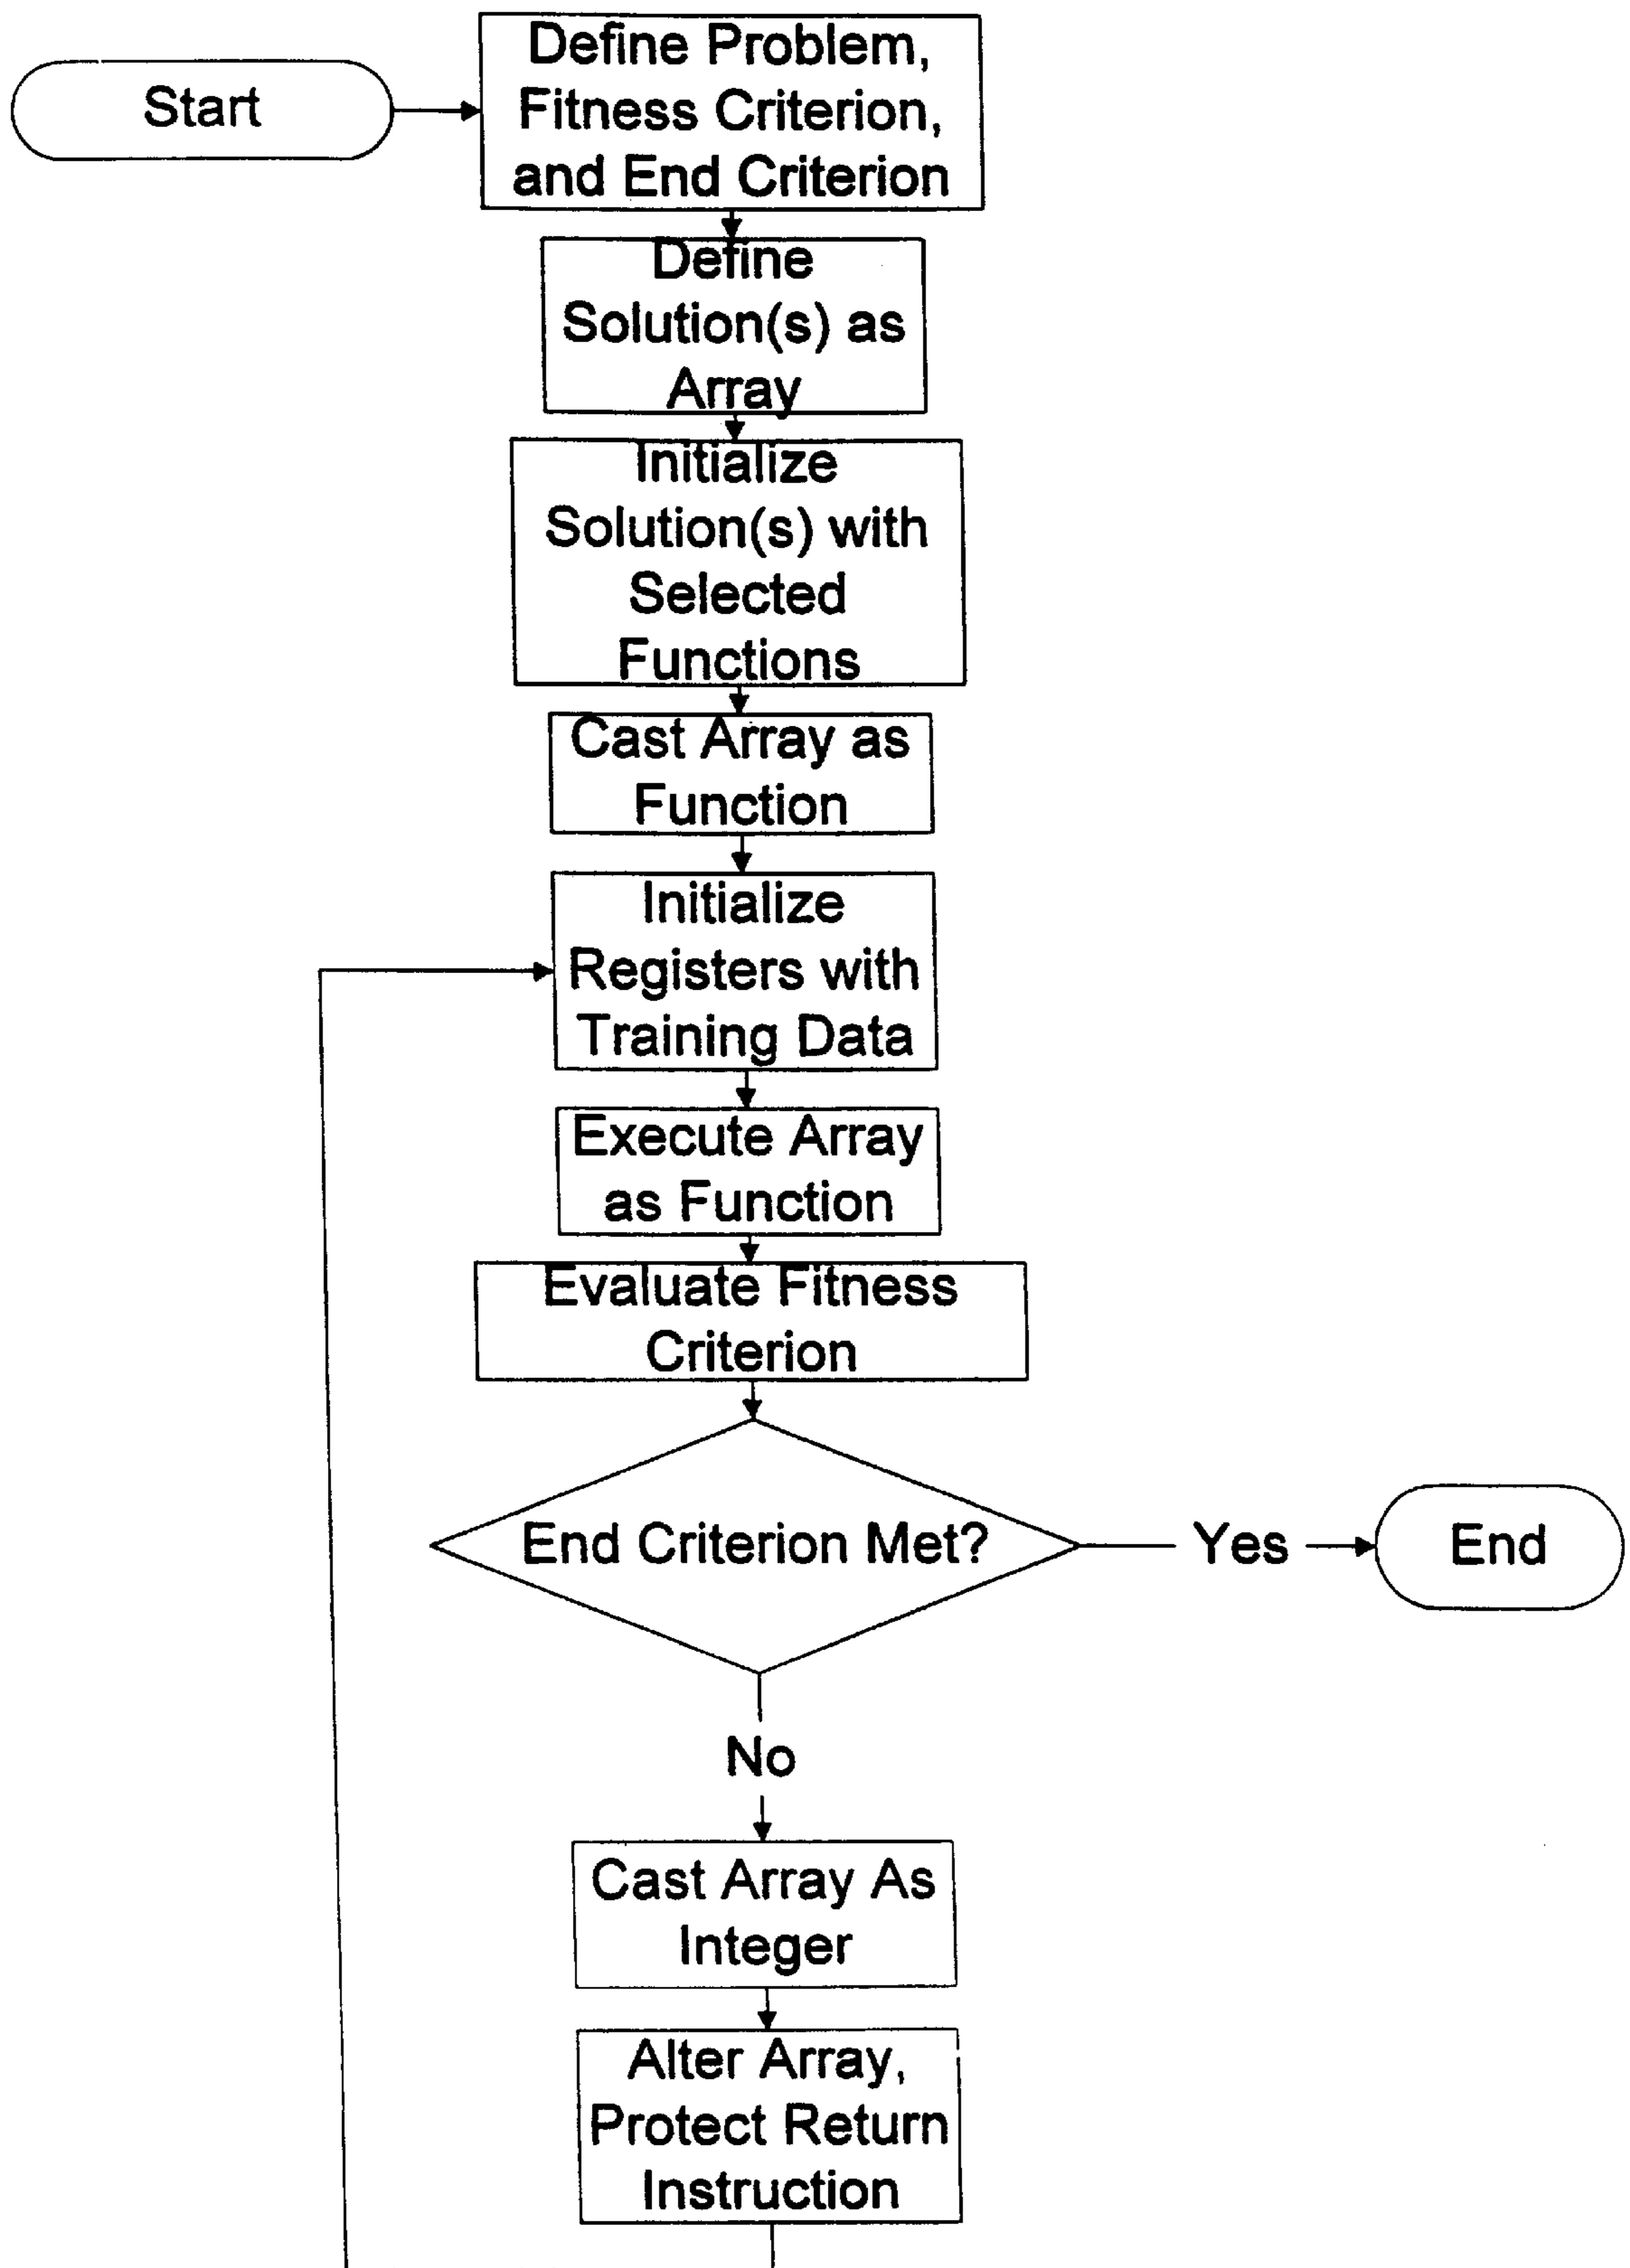 Start
Define Problem,
Fitness Criterion,
and End Criterion
Define
Solution(s) as
Array
Initialize
Solution(s) with
Selected
Functions
Cast Array as
Function
Initialize
Registers with
Training Data
Execute Array
as Function
Evaluate Fitness
Criterion
End Criterion Met?
Yes
End
No
Cast Array As
Integer
Alter Array,
Protect Return
Instruction